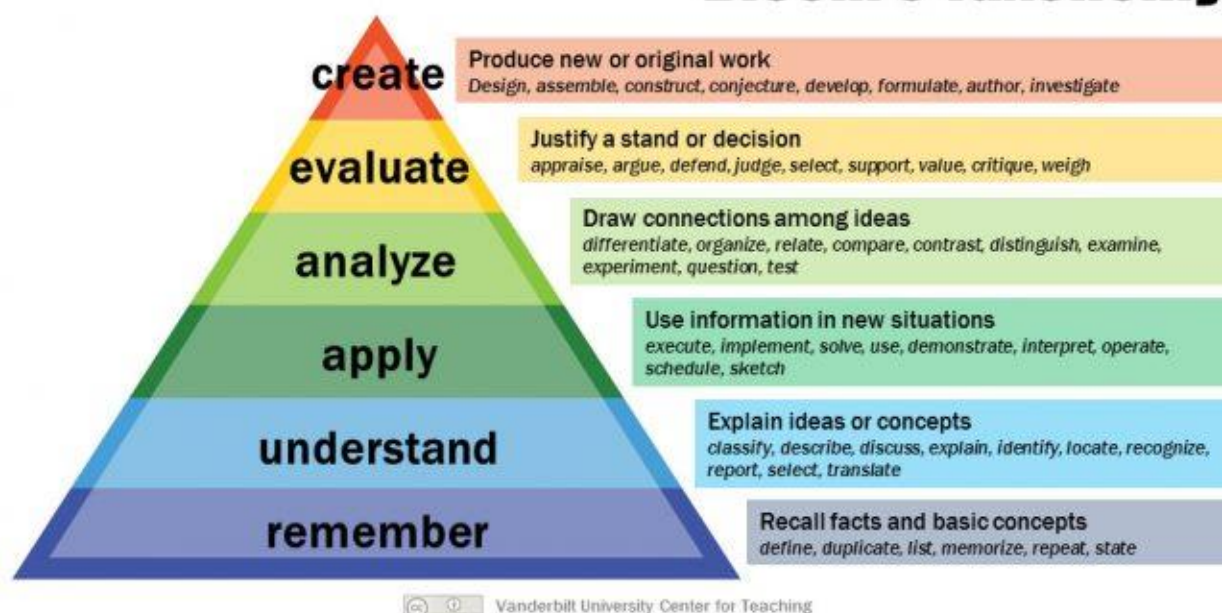 create
Produce new or original work
Design, assemble, construct, conjecture, develop, formulate, author, investigate
evaluate
Justify a stand or decision
appraise, argue, defend, judge, select, support, value, critique, weigh
analyze
Draw connections among ideas
differentiate, organize, relate, compare, contrast, distinguish, examine,
experiment, question, test
apply
Use information in new situations
execute, implement, solve, use, demonstrate, interpret, operate,
schedule, sketch
understand
Explain ideas or concepts
classify, describe, discuss, explain, identify, locate, recognize,
report, select, translate
remember
Recall facts and basic concepts
define, duplicate, list, memorize, repeat, state
cc
Vanderbilt University Center for Teaching